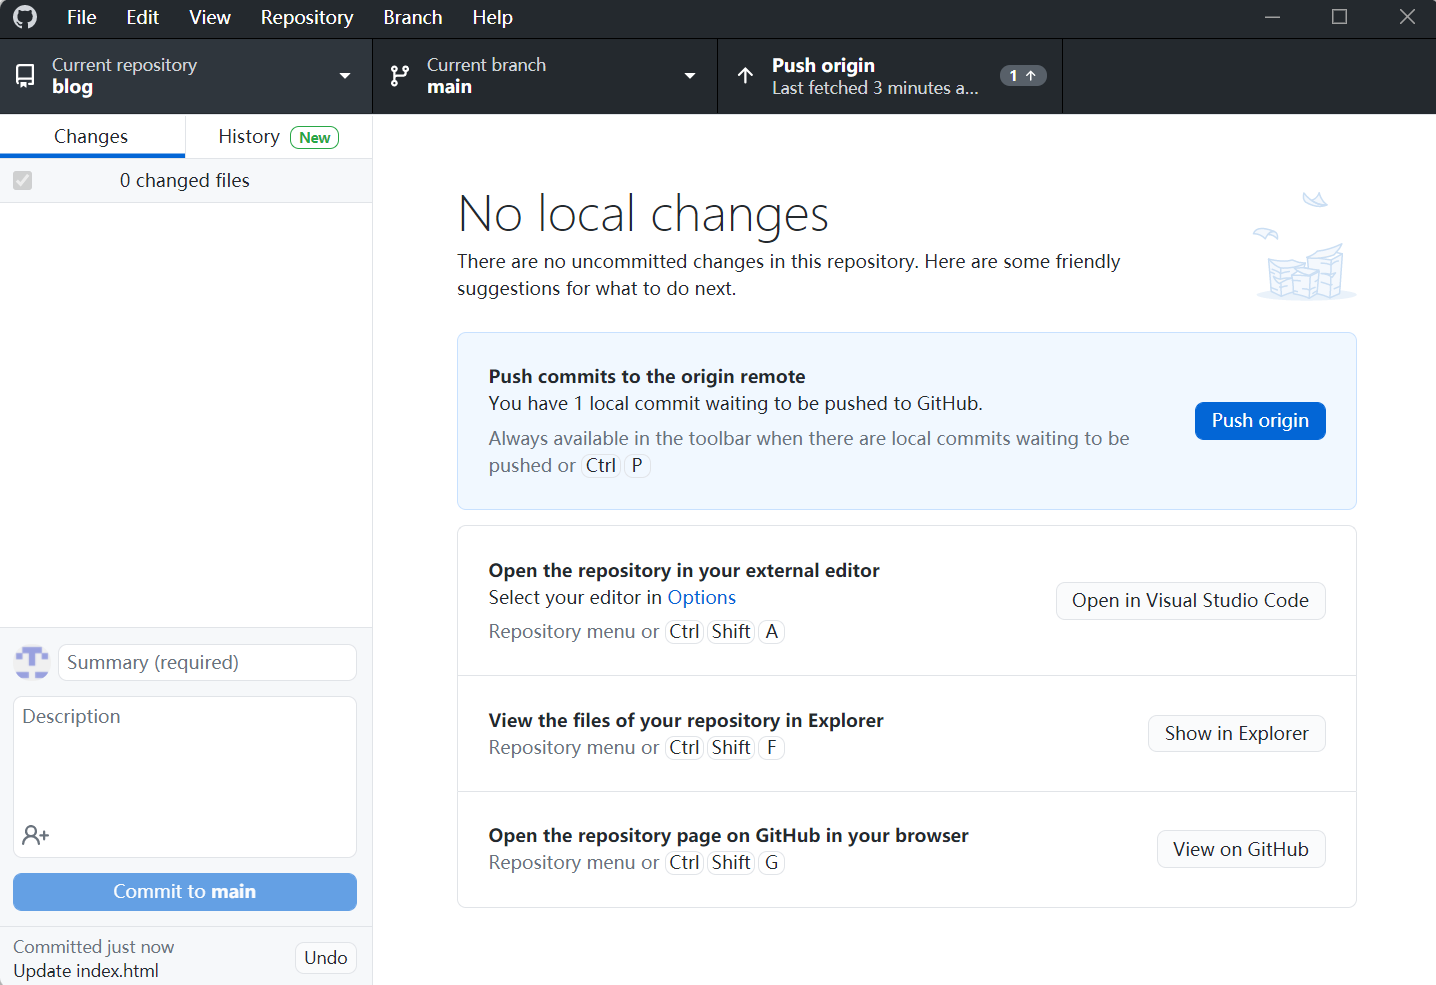 File Edit View Repository Branch Help
Current repository
blog
Current branch
main
Push origin
Last fetched 3 minutes a...
1
Changes
History New
0 changed files
No local changes
There are no uncommitted changes in this repository. Here are some friendly
suggestions for what to do next.
Push commits to the origin remote
You have 1 local commit waiting to be pushed to GitHub.
Always available in the toolbar when there are local commits waiting to be
pushed or Ctrl P
Push origin
Open the repository in your external editor
Select your editor in Options
Repository menu or Ctrl Shift A
Open in Visual Studio Code
View the files of your repository in Explorer
Repository menu or Ctrl Shift F
Show in Explorer
Open the repository page on GitHub in your browser
Repository menu or Ctrl Shift G
View on GitHub
Summary (required)
Description
Commit to main
Committed just now
Update index.html
Undo